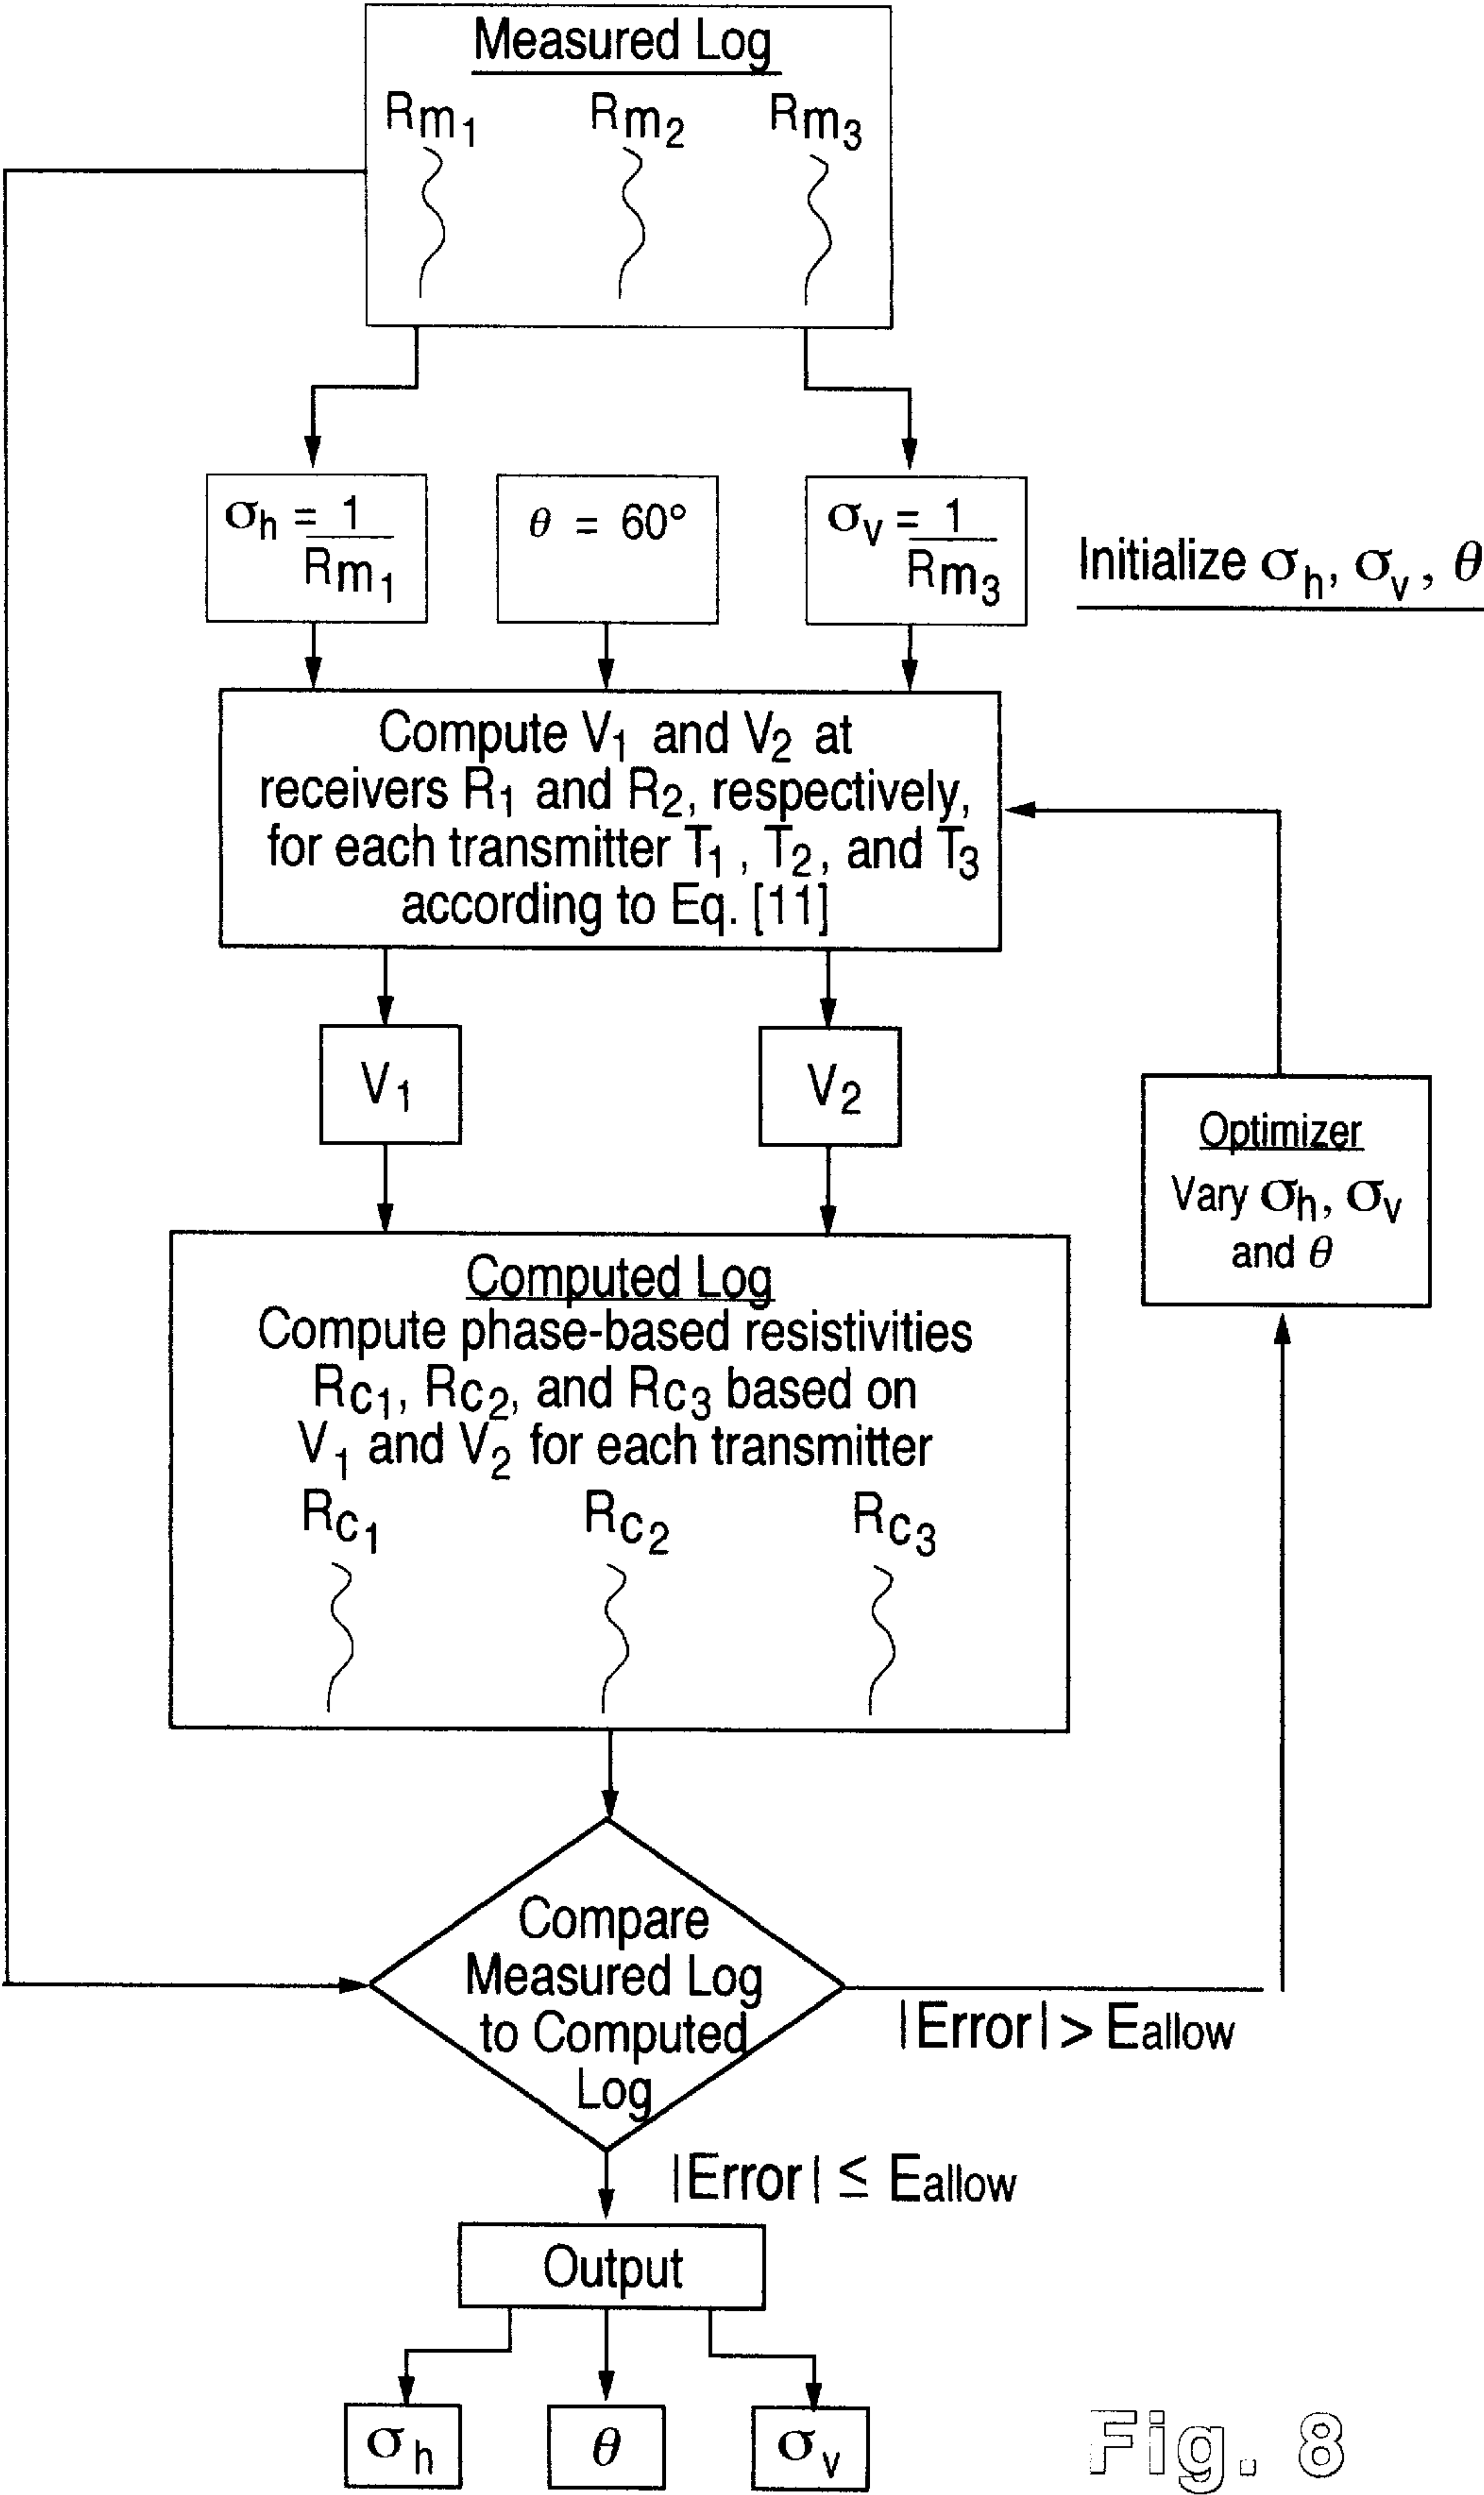 Measured Log
Rm₁ Rm₂ Rm₃
σh = 1/Rm₁
θ = 60°
σv = 1/Rm₃
Initialize σh, σv, θ
Compute V₁ and V₂ at
receivers R₁ and R₂, respectively,
for each transmitter T₁, T₂, and T₃
according to Eq. [11]
V₁ V₂
Optimizer
Vary σh, σv
and θ
Computed Log
Compute phase-based resistivities
Rc₁, Rc₂, and Rc₃ based on
V₁ and V₂ for each transmitter
Rc₁ Rc₂ Rc₃
Compare
Measured Log
to Computed
Log
|Error| > Eallow
|Error| ≤ Eallow
Output
σh θ σv
Fig. 8